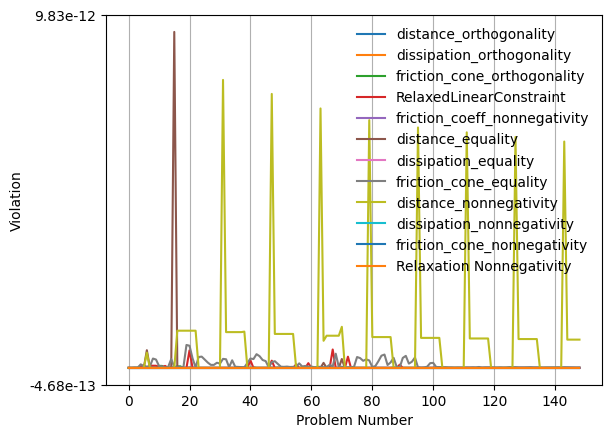 9.83e-12
Violation
-4.68e-13
distance_orthogonality
dissipation_orthogonality
friction_cone_orthogonality
RelaxedLinearConstraint
friction_coeff_nonnegativity
distance_equality
dissipation_equality
friction_cone_equality
distance_nonnegativity
dissipation_nonnegativity
friction_cone_nonnegativity
Relaxation Nonnegativity
0 20 40 60 80 100 120 140
Problem Number